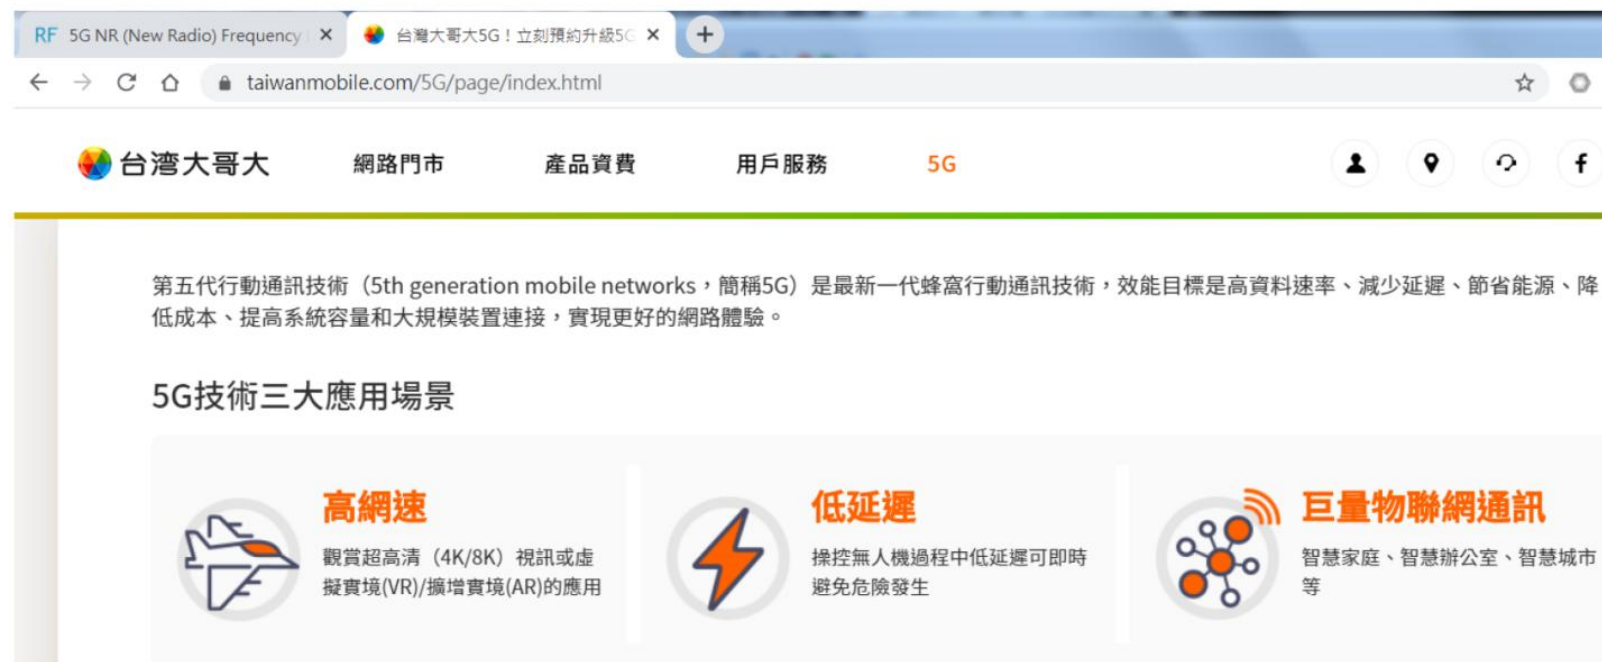 RF 5G NR (New Radio) Frequency
台灣大哥大5G！立刻預約升級5G
taiwanmobile.com/5G/page/index.html
台湾大哥大 網路門市 產品資費 用戶服務 5G
第五代行動通訊技術（5th generation mobile networks，簡稱5G）是最新一代蜂窩行動通訊技術，效能目標是高資料速率、減少延遲、節省能源、降
低成本、提高系統容量和大規模裝置連接，實現更好的網路體驗。
5G技術三大應用場景
高網速
觀賞超高清（4K/8K）視訊或虛
擬實境(VR)/擴增實境(AR)的應用
低延遲
操控無人機過程中低延遲可即時
避免危險發生
巨量物聯網通訊
智慧家庭、智慧辦公室、智慧城市
等